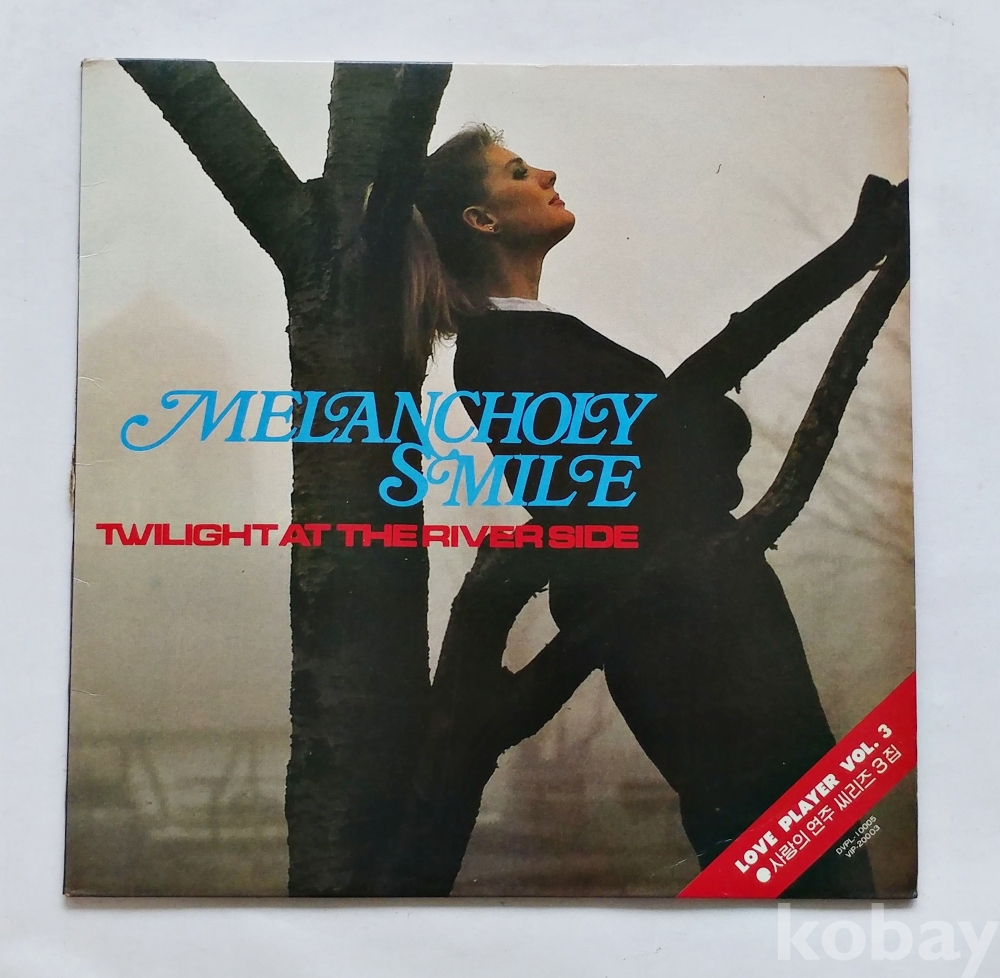 MELANCHOLY
SMILE
TWILIGHT AT THE RIVER SIDE
LOVE PLAYER VOL. 3
●사랑의 연주 씨리즈 3집
DVPL-10005
VIP-20003
kobay